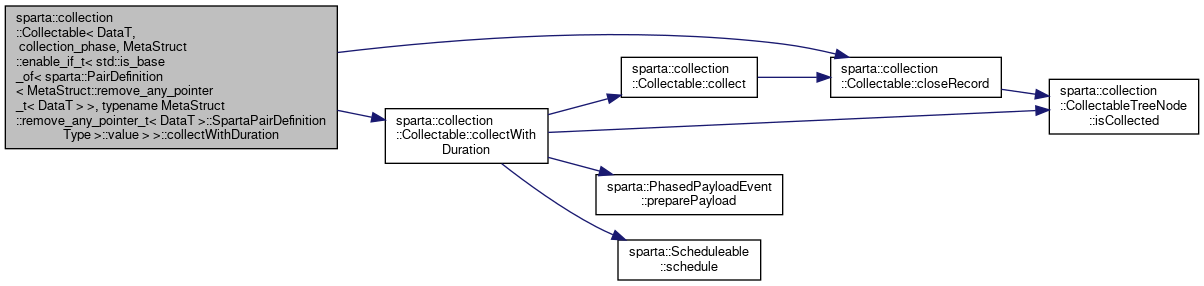 sparta::collection
::Collectable< DataT,
collection_phase, MetaStruct
::enable_if_t< std::is_base
_of< sparta::PairDefinition
< MetaStruct::remove_any_pointer
_t< DataT > >, typename MetaStruct
::remove_any_pointer_t< DataT >::SpartaPairDefinition
Type >::value > >::collectWithDuration
sparta::collection
::Collectable::collectWith
Duration
sparta::collection
::Collectable::collect
sparta::collection
::Collectable::closeRecord
sparta::collection
::CollectableTreeNode
::isCollected
sparta::PhasedPayloadEvent
::preparePayload
sparta::Scheduleable
::schedule